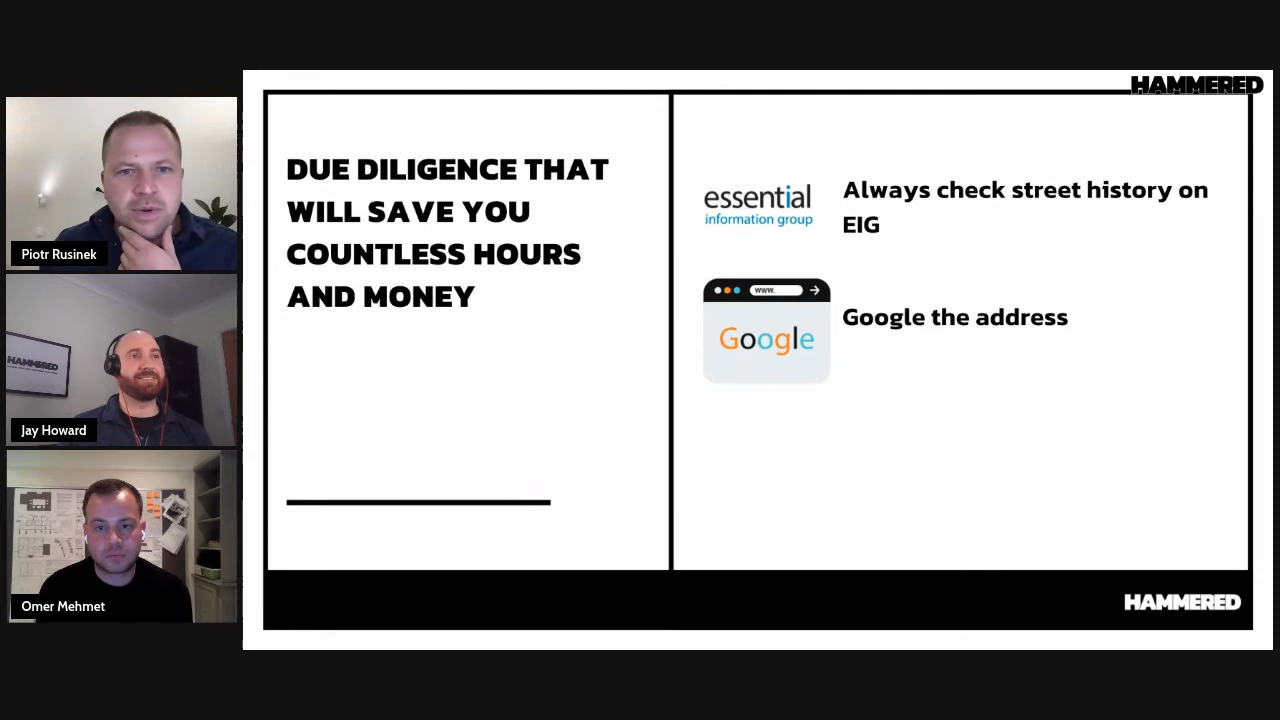 HAMMERED
DUE DILIGENCE THAT
WILL SAVE YOU
COUNTLESS HOURS
AND MONEY
essential
information group
Always check street history on
EIG
www.
Google
Google the address
HAMMERED
Piotr Rusinek
HAMMERED
Jay Howard
Omer Mehmet